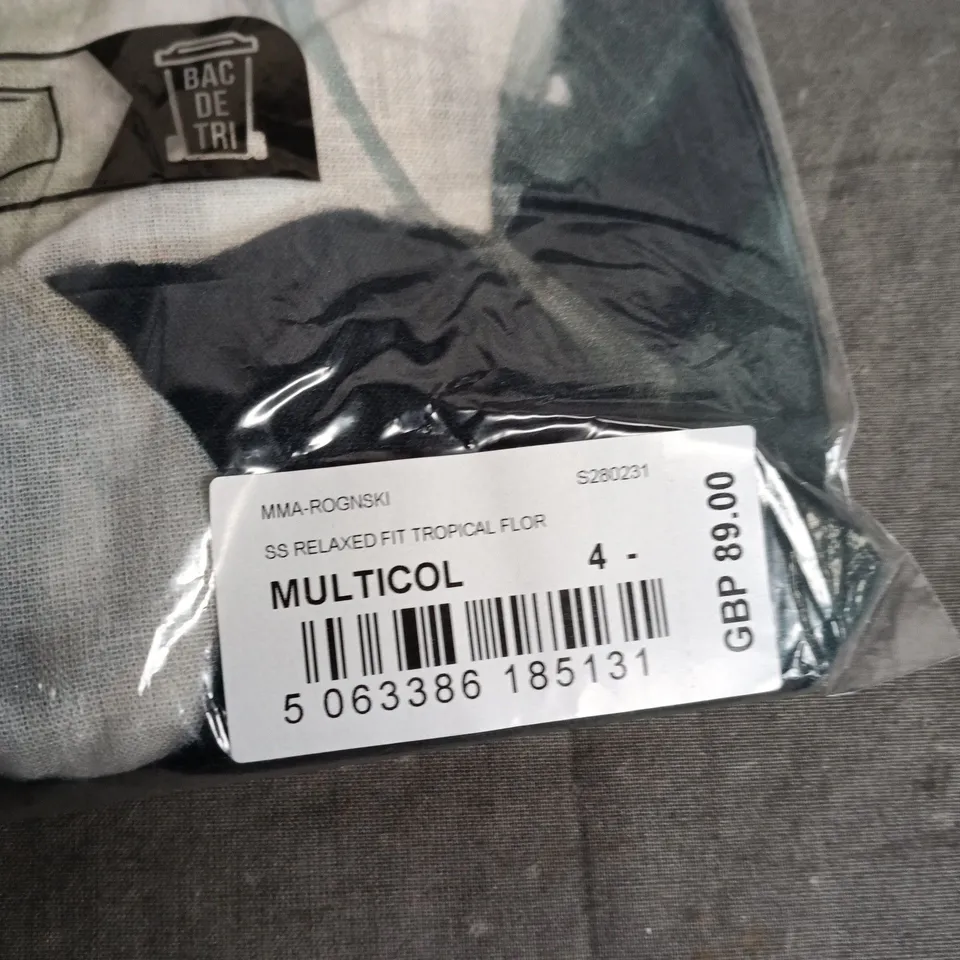 BAC
DE
TRI
MMA-ROGNSKI S280231
SS RELAXED FIT TROPICAL FLOR
MULTICOL 4 -
5 063386 185131
GBP 89.00